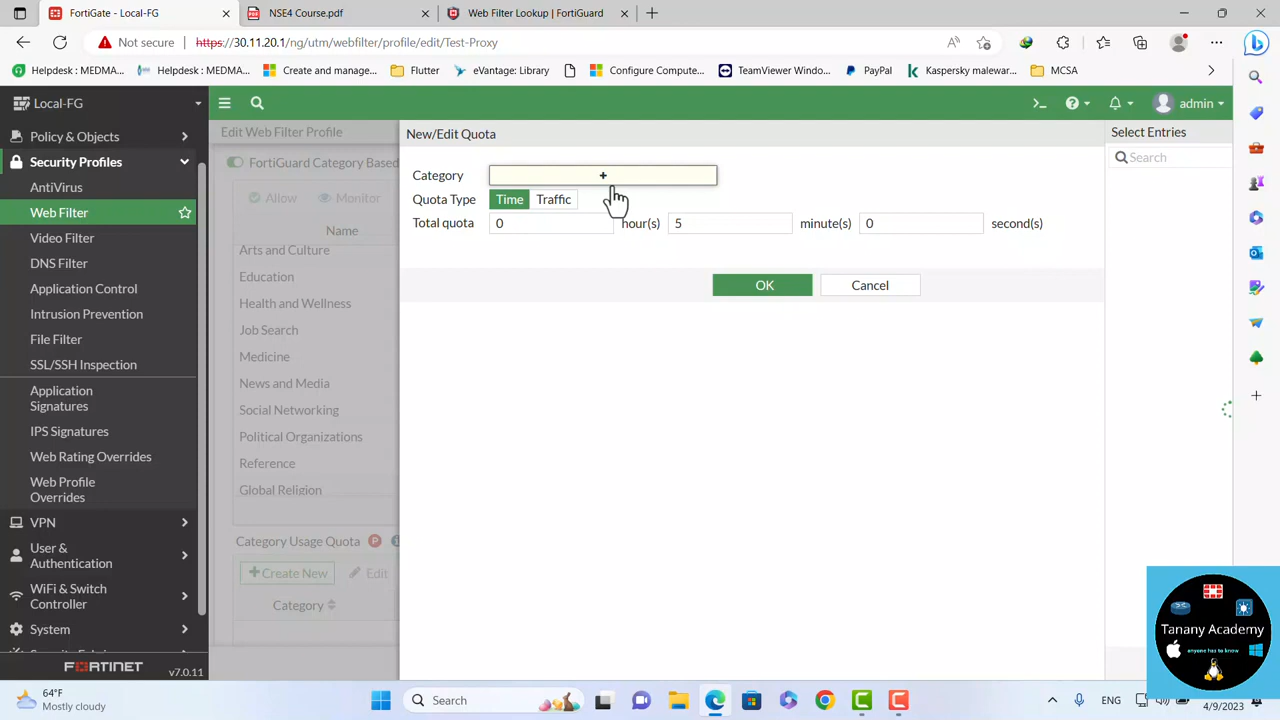 FortiGate - Local-FG
NSE4 Course.pdf
Web Filter Lookup | FortiGuard
Not secure
https://30.11.20.1/ng/utm/webfilter/profile/edit/Test-Proxy
Helpdesk : MEDMA...
Helpdesk : MEDMA...
Create and manage...
Flutter
eVantage: Library
Configure Compute...
TeamViewer Windo...
PayPal
Kaspersky malewar...
MCSA
Local-FG
admin
Policy & Objects
Security Profiles
AntiVirus
Web Filter
Video Filter
DNS Filter
Application Control
Intrusion Prevention
File Filter
SSL/SSH Inspection
Application
Signatures
IPS Signatures
Web Rating Overrides
Web Profile
Overrides
VPN
User &
Authentication
WiFi & Switch
Controller
System
FORTINET
v7.0.11
Edit Web Filter Profile
FortiGuard Category Based
Allow
Monitor
Name
Arts and Culture
Education
Health and Wellness
Job Search
Medicine
News and Media
Social Networking
Political Organizations
Reference
Global Religion
Category Usage Quota P
Create New
Edit
Category
New/Edit Quota
Category +
Quota Type Time Traffic
Total quota 0 hour(s) 5 minute(s) 0 second(s)
OK
Cancel
Select Entries
Search
Tanany Academy
anyone has to know
64°F
Mostly cloudy
Search
ENG
4/9/2023